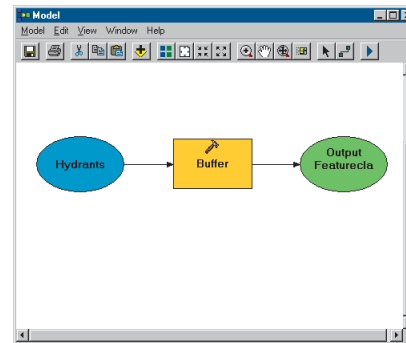 Model
Model Edit View Window Help
Hydrants
Buffer
Output
Featurecla